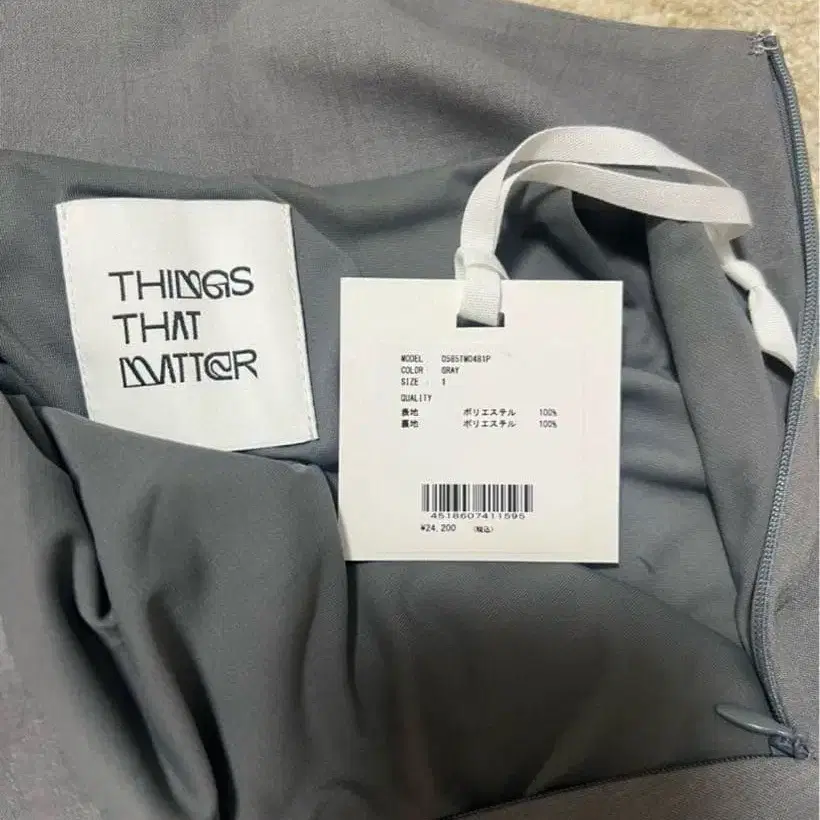 THINGS
THAT
MATTER
MODEL 0585TM0481P
COLOR GRAY
SIZE : 1
QUALITY
表地 ポリエステル 100%
裏地 ポリエステル 100%
4518607411595
¥24,200 (税込)